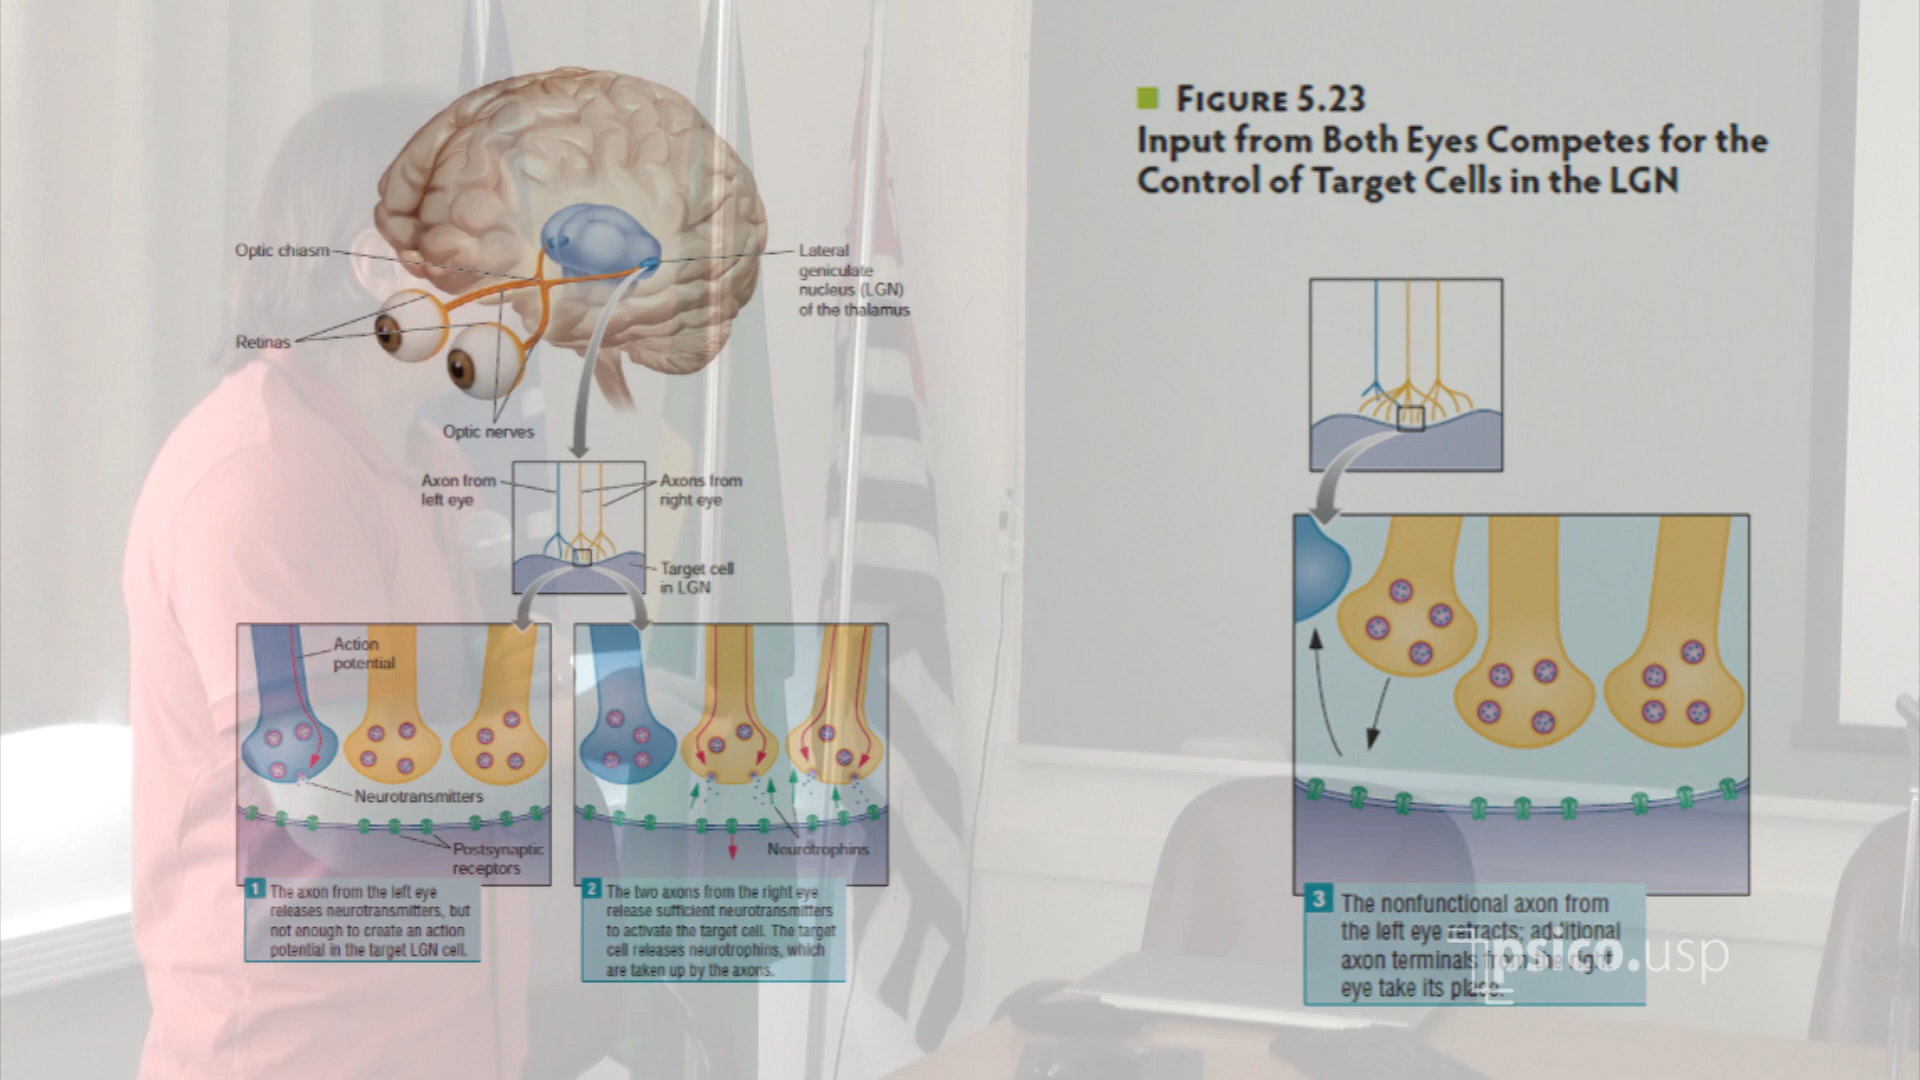 FIGURE 5.23
Input from Both Eyes Competes for the
Control of Target Cells in the LGN
Optic chiasm
Retinas
Optic nerves
Lateral
geniculate
nucleus (LGN)
of the thalamus
Axon from
left eye
Axons from
right eye
Target cell
in LGN
Action
potential
Neurotransmitters
Postsynaptic
receptors
Neurotrophins
1 The axon from the left eye
releases neurotransmitters, but
not enough to create an action
potential in the target LGN cell.
2 The two axons from the right eye
release sufficient neurotransmitters
to activate the target cell. The target
cell releases neurotrophins, which
are taken up by the axons.
3 The nonfunctional axon from
the left eye retracts; additional
axon terminals from the right
eye take its place.
psico.usp